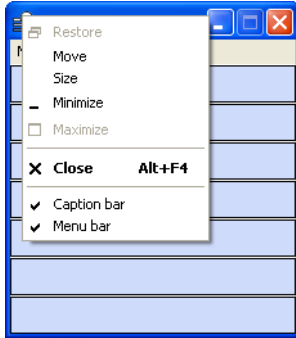 Restore
Move
Size
Minimize
Maximize
Close Alt+F4
Caption bar
Menu bar